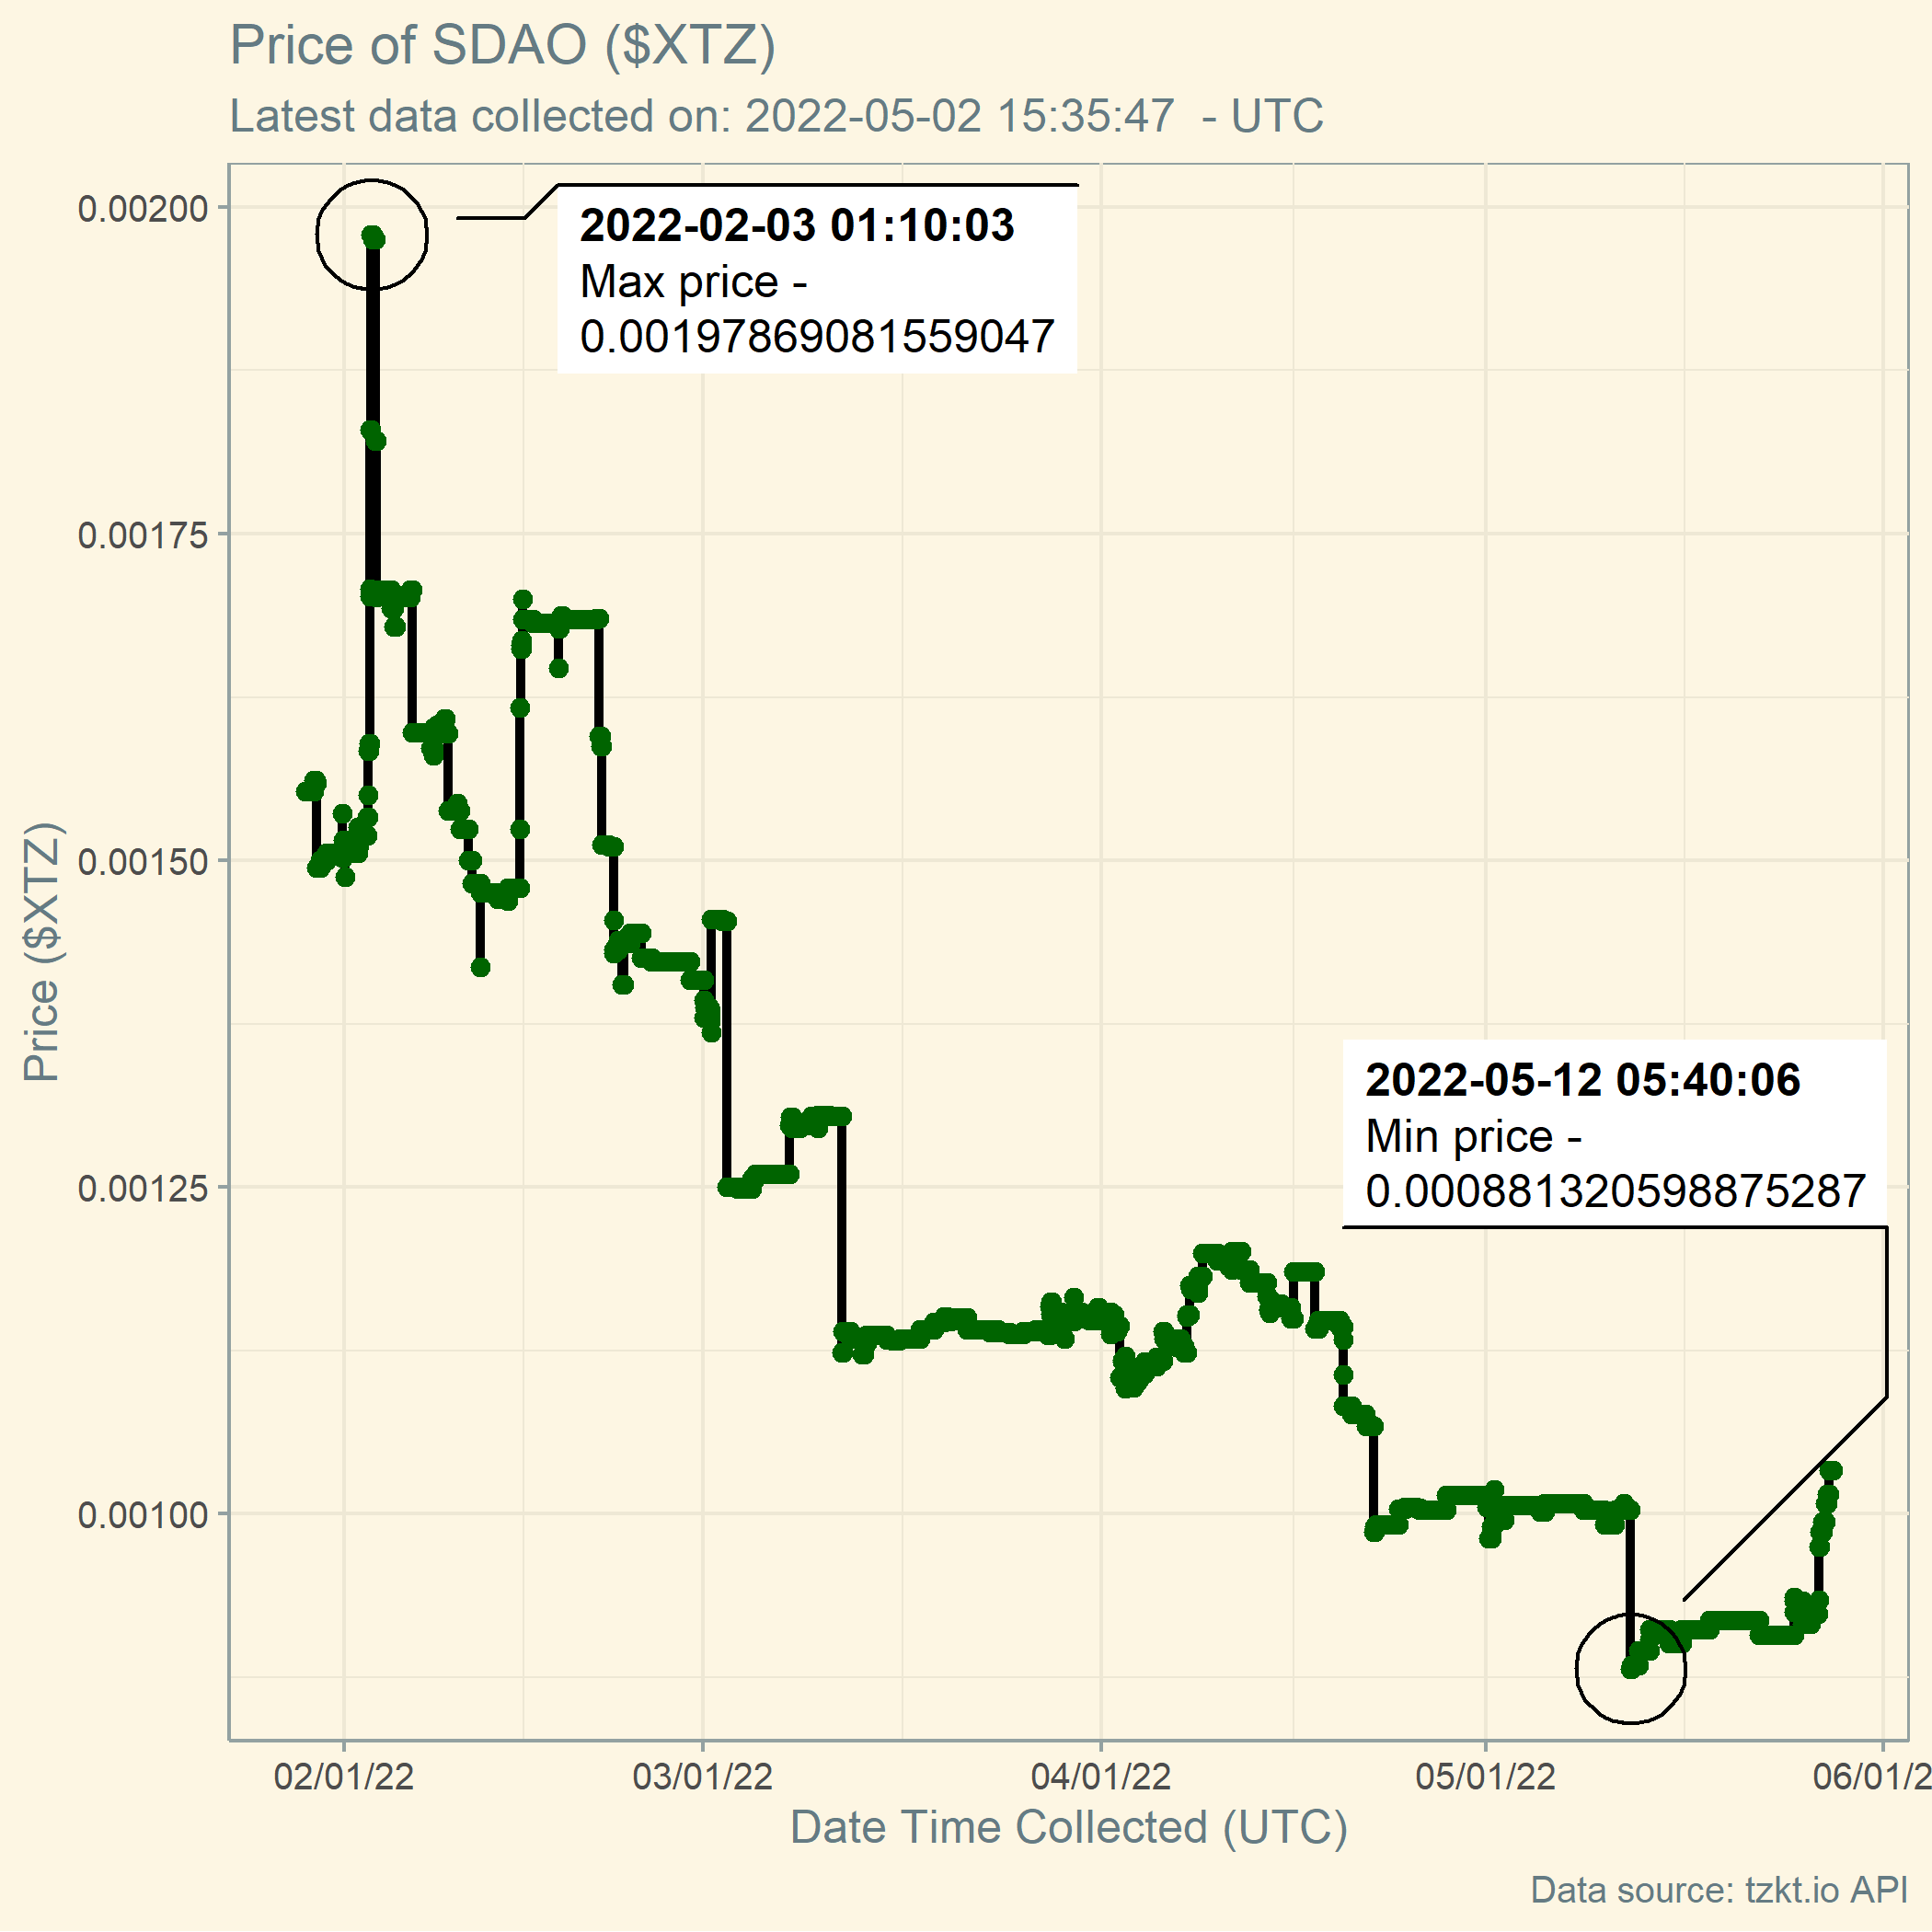 Price of SDAO ($XTZ)
Latest data collected on: 2022-05-02 15:35:47  - UTC
0.00200
0.00175
0.00150
0.00125
0.00100
Price ($XTZ)
2022-02-03 01:10:03
Max price -
0.00197869081559047
2022-05-12 05:40:06
Min price -
0.000881320598875287
02/01/22
03/01/22
04/01/22
05/01/22
06/01/2
Date Time Collected (UTC)
Data source: tzkt.io API